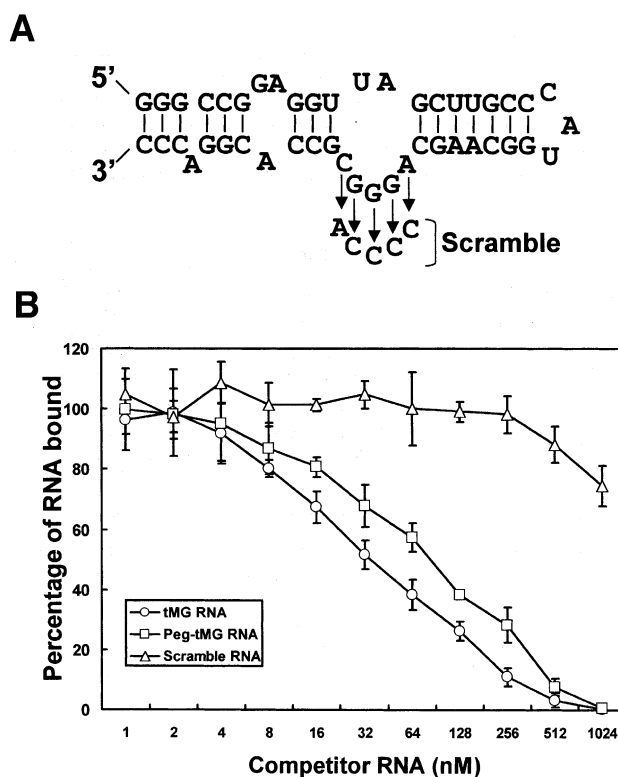 A
5'
GA
U A
C
GGG CCG
GGU
GCUUGCC
A
3'
CCC
A
GGC
A
CCG
C
A
CGAACGG
U
GGG
A
CCC
C
Scramble
B
120
100
80
60
40
20
0
Percentage of RNA bound
tMG RNA
Peg-tMG RNA
Scramble RNA
1 2 4 8 16 32 64 128 256 512 1024
Competitor RNA (nM)